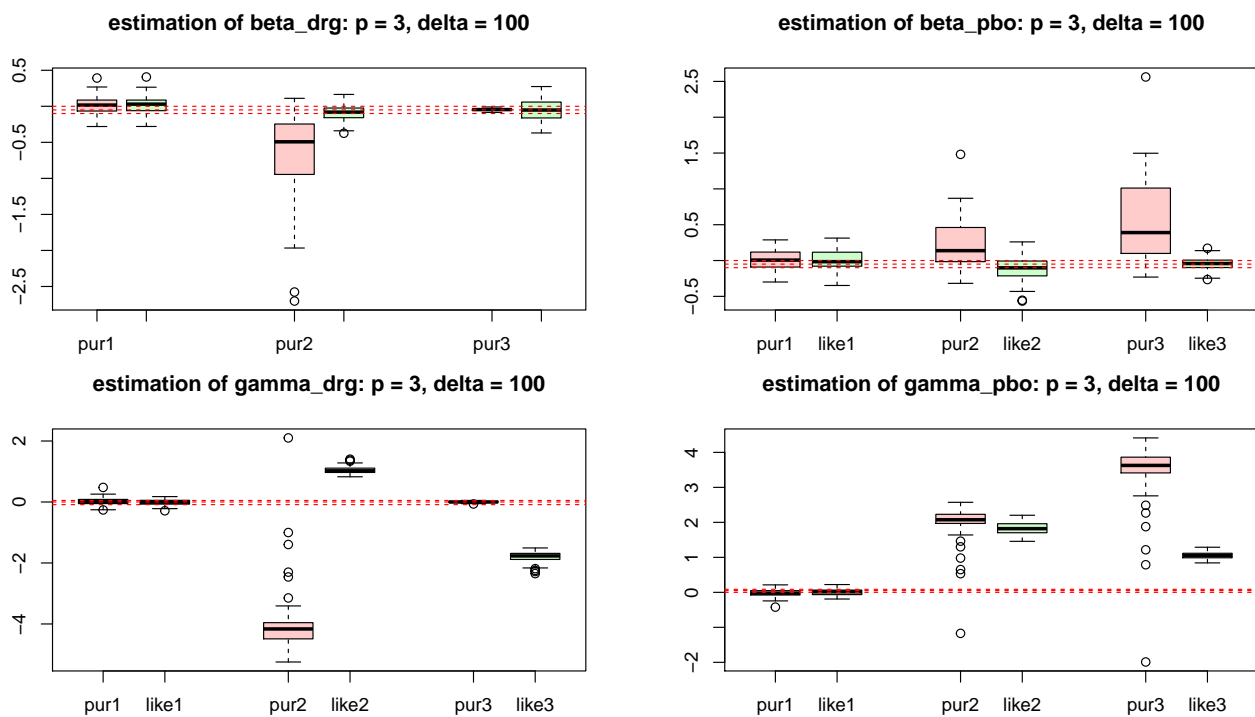 estimation of beta_drg: p = 3, delta = 100
0.5
−0.5
−1.5
−2.5
pur1
pur2
pur3
estimation of beta_pbo: p = 3, delta = 100
2.5
1.5
0.5
−0.5
pur1
like1
pur2
like2
pur3
like3
estimation of gamma_drg: p = 3, delta = 100
2
0
−2
−4
pur1
like1
pur2
like2
pur3
like3
estimation of gamma_pbo: p = 3, delta = 100
4
3
2
1
0
−2
pur1
like1
pur2
like2
pur3
like3